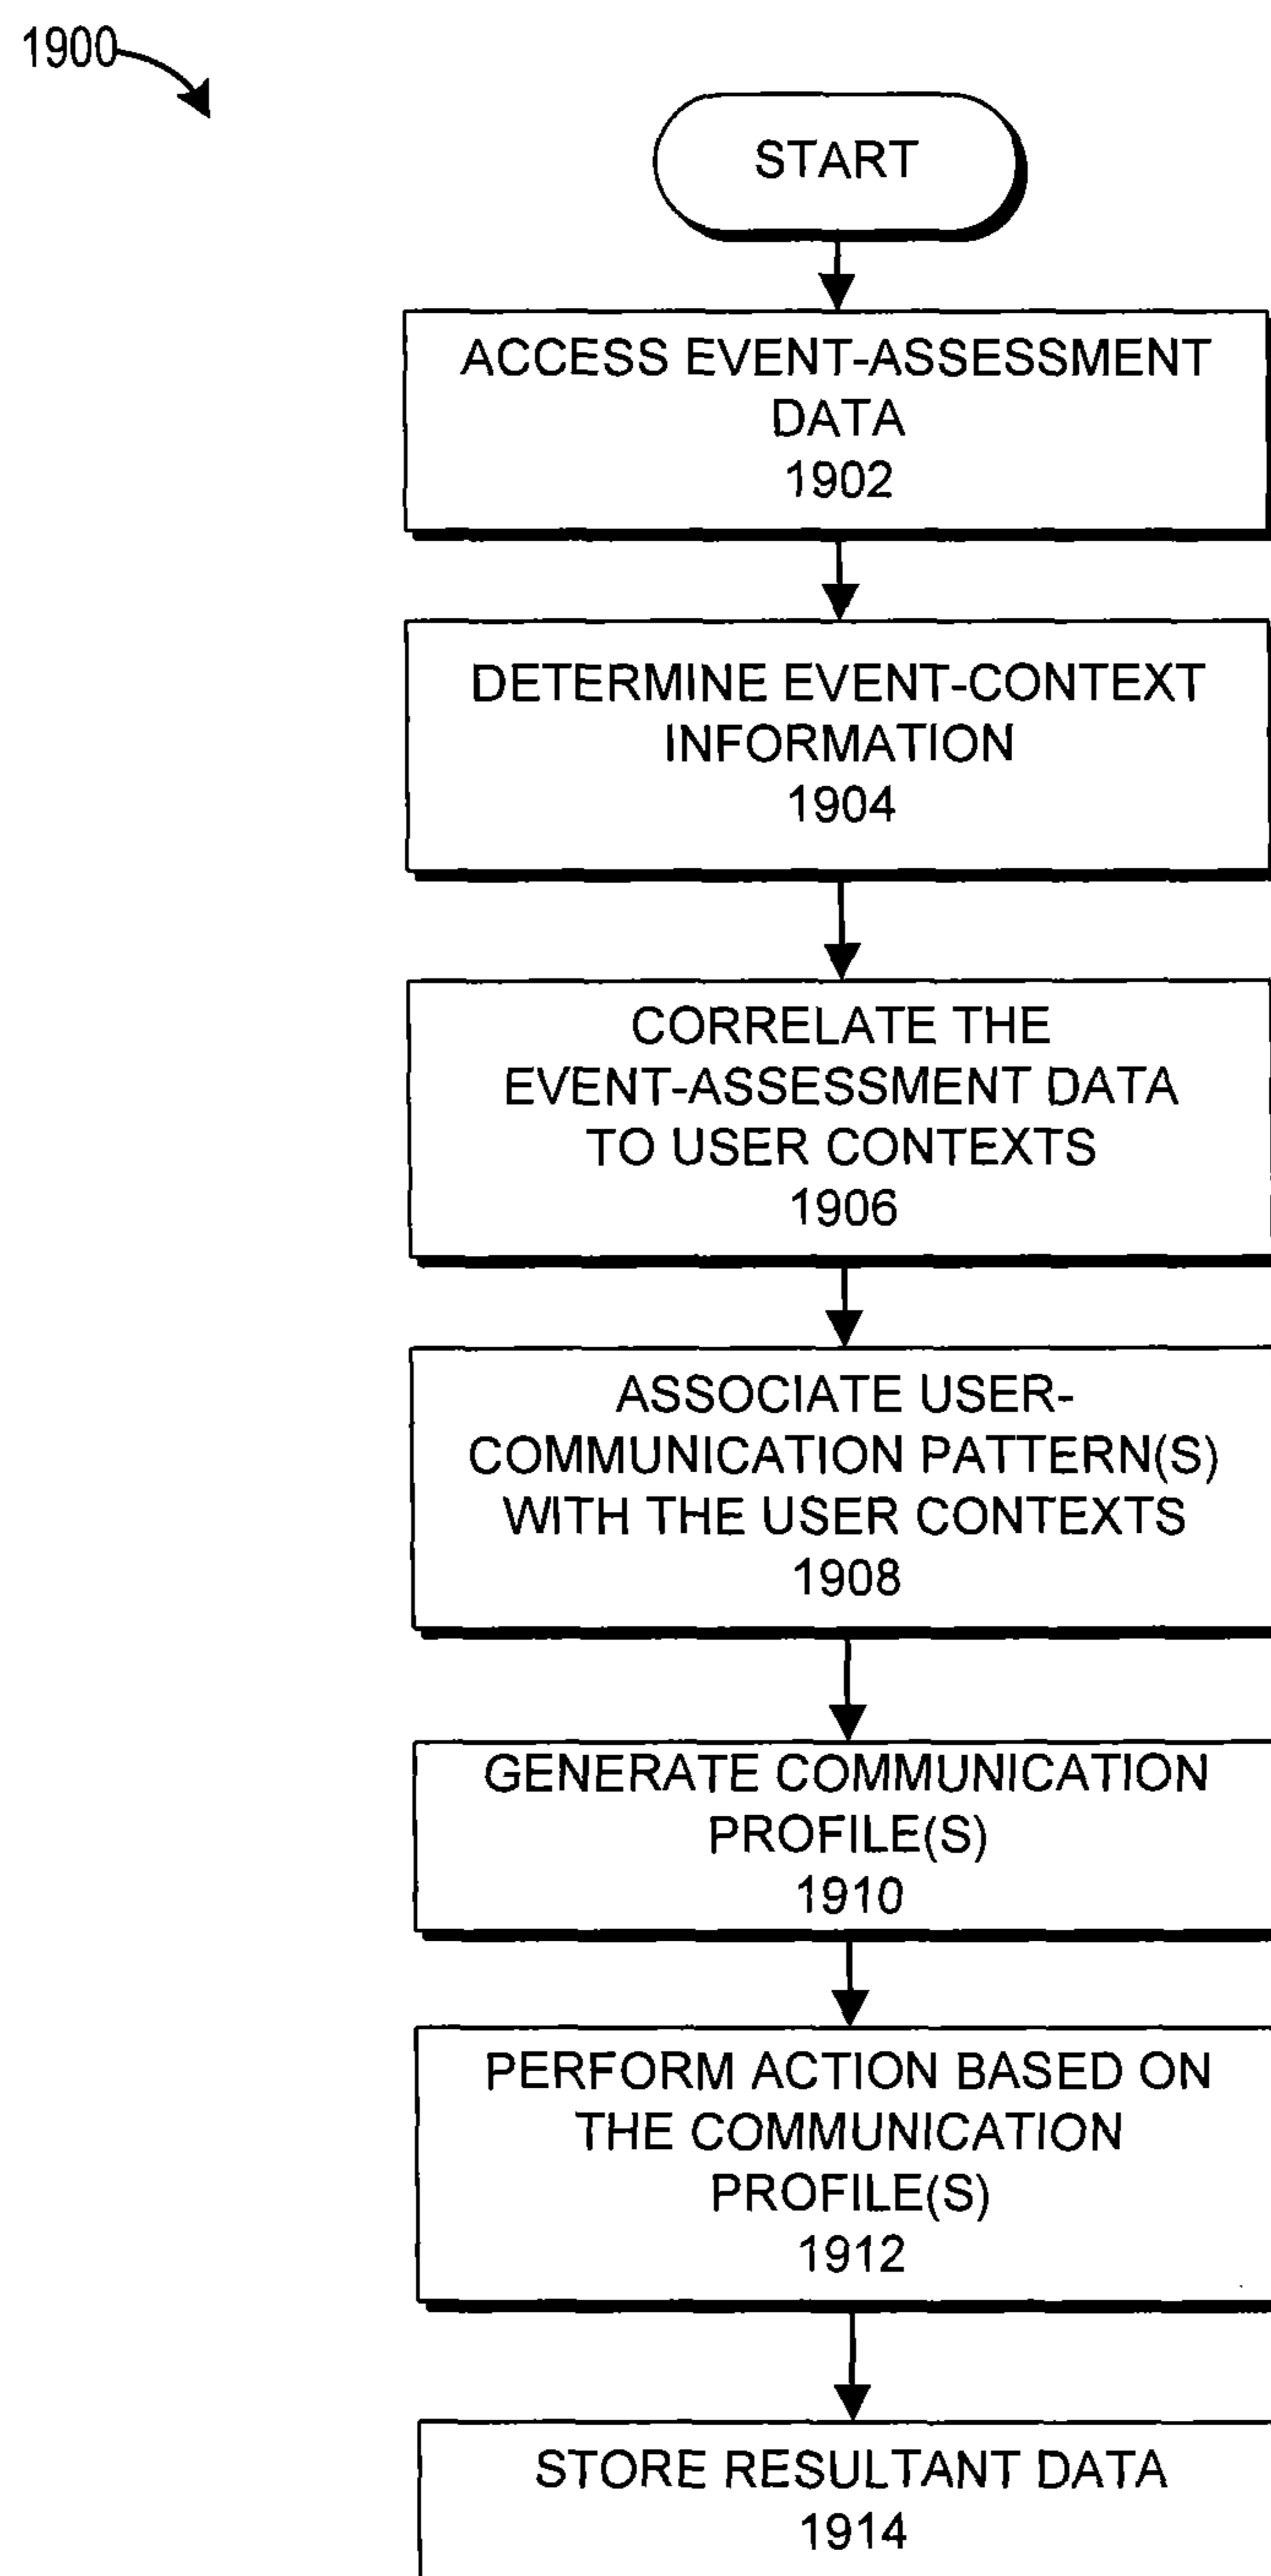 1900
START
ACCESS EVENT-ASSESSMENT
DATA
1902
DETERMINE EVENT-CONTEXT
INFORMATION
1904
CORRELATE THE
EVENT-ASSESSMENT DATA
TO USER CONTEXTS
1906
ASSOCIATE USER-
COMMUNICATION PATTERN(S)
WITH THE USER CONTEXTS
1908
GENERATE COMMUNICATION
PROFILE(S)
1910
PERFORM ACTION BASED ON
THE COMMUNICATION
PROFILE(S)
1912
STORE RESULTANT DATA
1914